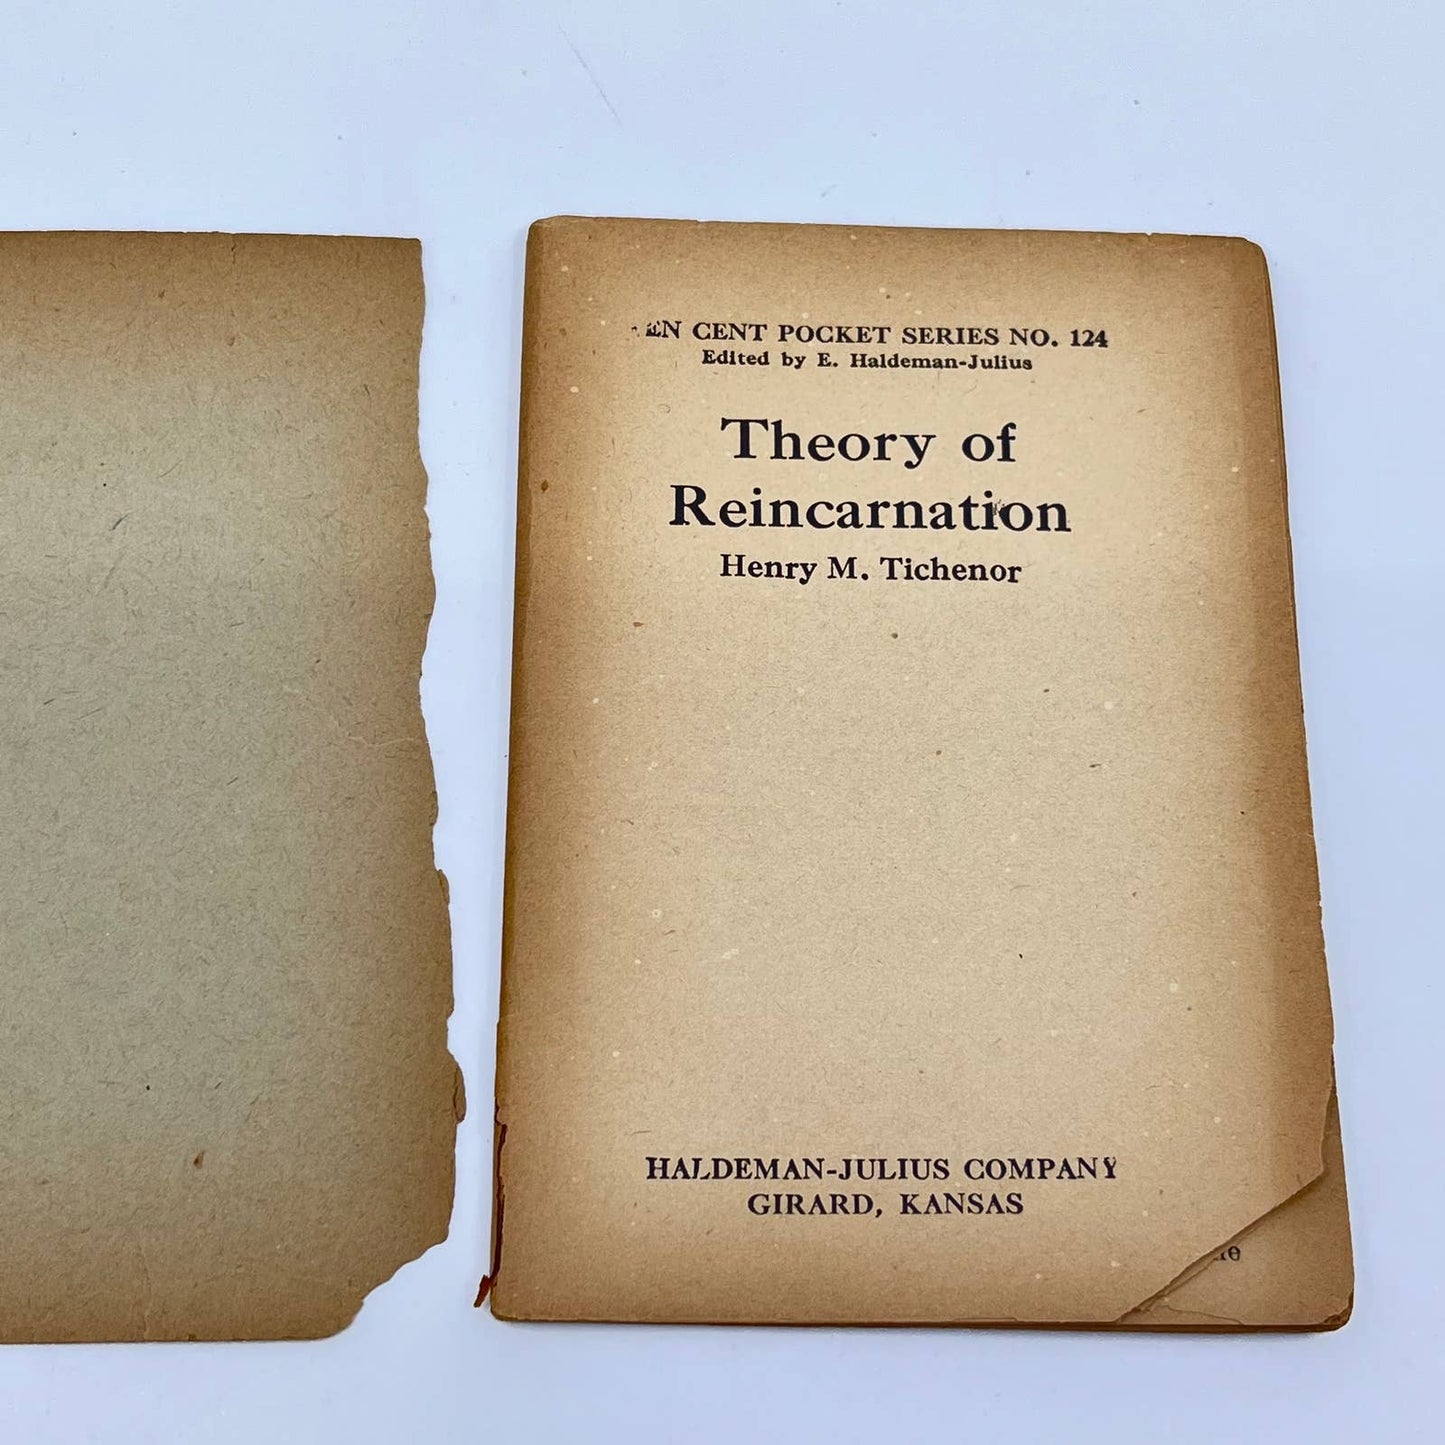 TEN CENT POCKET SERIES NO. 124
Edited by E. Haldeman-Julius
Theory of
Reincarnation
Henry M. Tichenor
HALDEMAN-JULIUS COMPANY
GIRARD, KANSAS